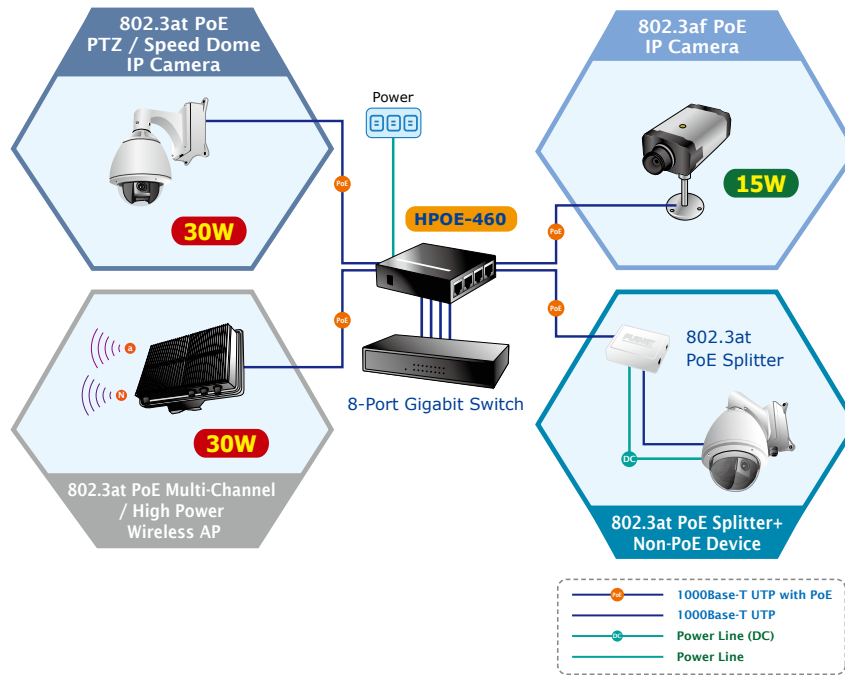 802.3at PoE
PTZ / Speed Dome
IP Camera
30W
Power
PoE
HPOE-460
802.3af PoE
IP Camera
15W
PoE
a
N
30W
802.3at PoE Multi-Channel
/ High Power
Wireless AP
PoE
8-Port Gigabit Switch
PoE
PLANET
802.3at
PoE Splitter
DC
802.3at PoE Splitter+
Non-PoE Device
PoE
1000Base-T UTP with PoE
1000Base-T UTP
DC
Power Line (DC)
Power Line